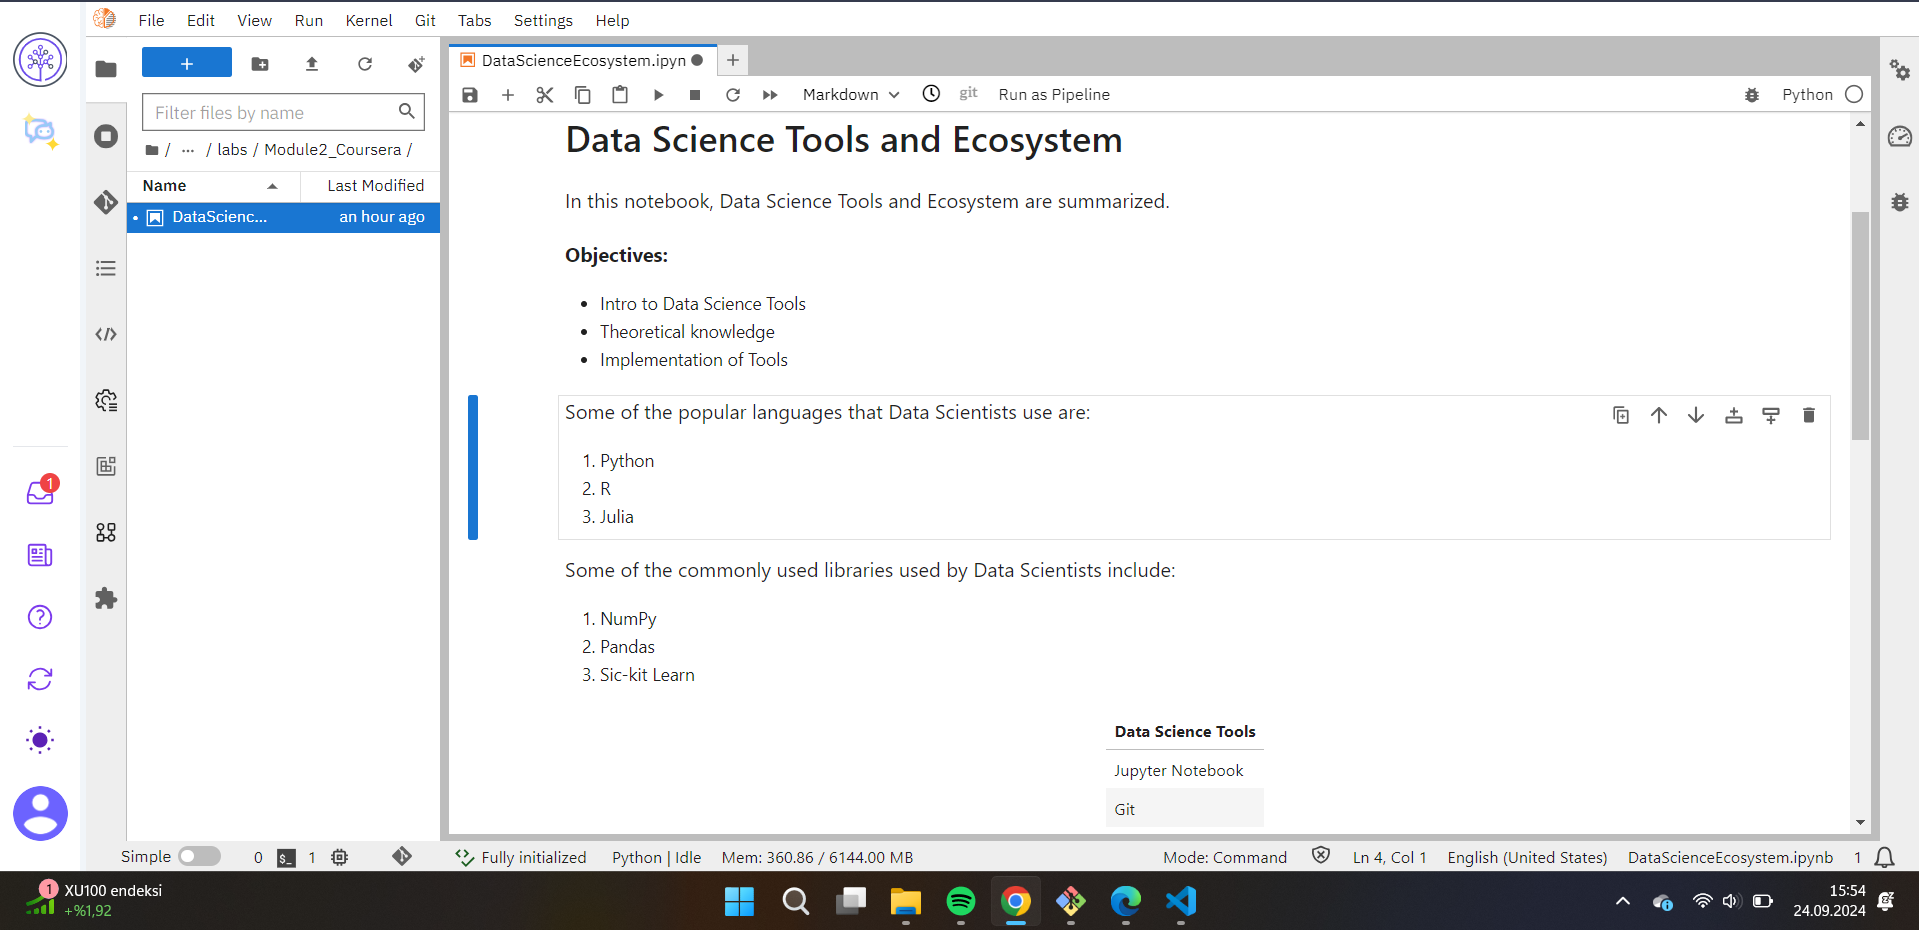 File Edit View Run Kernel Git Tabs Settings Help
+
Filter files by name
/ ... / labs / Module2_Coursera /
Name Last Modified
DataScienc... an hour ago
DataScienceEcosystem.ipyn
Markdown git Run as Pipeline Python
Data Science Tools and Ecosystem
In this notebook, Data Science Tools and Ecosystem are summarized.
Objectives:
• Intro to Data Science Tools
• Theoretical knowledge
• Implementation of Tools
Some of the popular languages that Data Scientists use are:
1. Python
2. R
3. Julia
Some of the commonly used libraries used by Data Scientists include:
1. NumPy
2. Pandas
3. Sic-kit Learn
Data Science Tools
Jupyter Notebook
Git
1
Simple 0 $_ 1 Fully initialized Python | Idle Mem: 360.86 / 6144.00 MB Mode: Command Ln 4, Col 1 English (United States) DataScienceEcosystem.ipynb 1
1 XU100 endeksi
+%1,92
15:54
24.09.2024